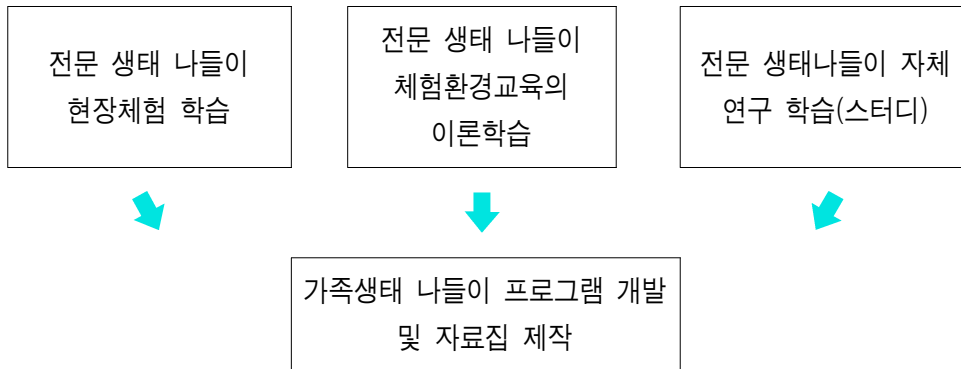 전문 생태 나들이
현장체험 학습
전문 생태 나들이
체험환경교육의
이론학습
전문 생태나들이 자체
연구 학습(스터디)
가족생태 나들이 프로그램 개발
및 자료집 제작